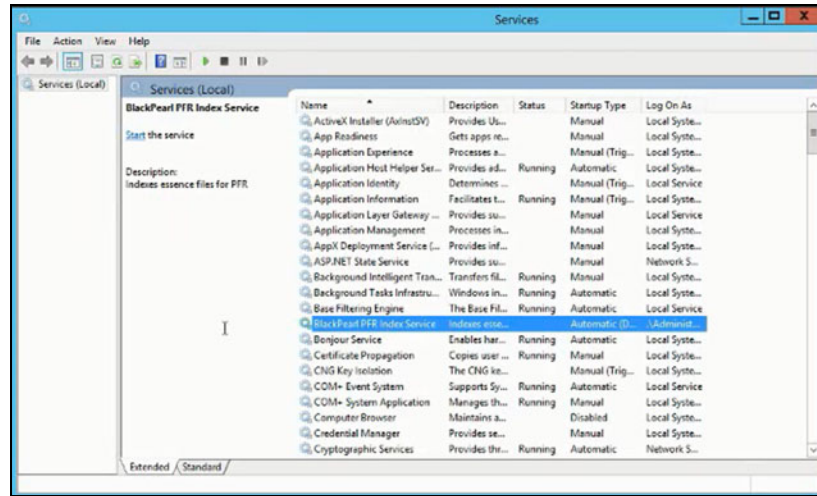 Services
File Action View Help
Services (Local)
Services (Local)
BlackPearl PFR Index Service
Start the service
Description:
Indexes essence files for PFR
Name Description Status Startup Type Log On As
ActiveX Installer (AxInstSV) Provides Us... Manual Local Syste...
App Readiness Gets apps re... Manual Local Syste...
Application Experience Processes a... Manual (Trig... Local Syste...
Application Host Helper Ser... Provides ad... Running Automatic Local Syste...
Application Identity Determines ... Manual (Trig... Local Service
Application Information Facilitates t... Running Manual (Trig... Local Syste...
Application Layer Gateway ... Provides su... Manual Local Service
Application Management Processes in... Manual Local Syste...
AppX Deployment Service (... Provides inf... Manual Local Syste...
ASP.NET State Service Provides su... Manual Network S...
Background Intelligent Tran... Transfers fil... Running Manual Local Syste...
Background Tasks Infrastru... Windows in... Running Automatic Local Syste...
Base Filtering Engine The Base Fil... Running Automatic Local Service
BlackPearl PFR Index Service Indexes esse... Automatic (D... .\Administ...
Bonjour Service Enables har... Running Automatic Local Syste...
Certificate Propagation Copies user ... Running Manual Local Syste...
CNG Key Isolation The CNG ke... Manual (Trig... Local Syste...
COM+ Event System Supports Sy... Running Automatic Local Service
COM+ System Application Manages th... Running Manual Local Syste...
Computer Browser Maintains a... Disabled Local Syste...
Credential Manager Provides se... Manual Local Syste...
Cryptographic Services Provides thr... Running Automatic Network S...
Extended Standard